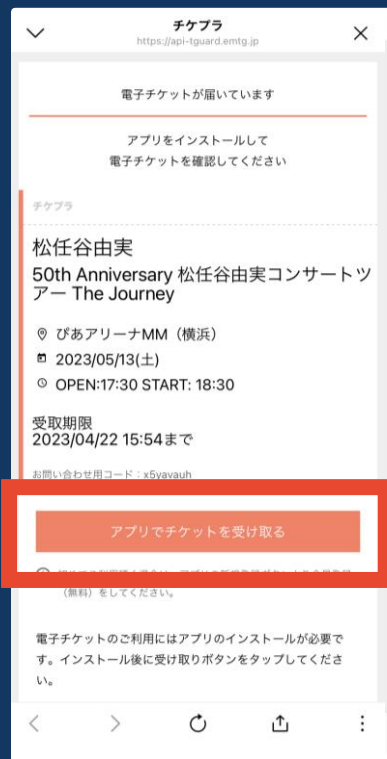 チケプラ
https://api-tguard.emtg.jp
電子チケットが届いています
アプリをインストールして
電子チケットを確認してください
チケプラ
松任谷由実
50th Anniversary 松任谷由実コンサートツ
アー The Journey
ぴあアリーナMM（横浜）
2023/05/13(土)
OPEN:17:30 START: 18:30
受取期限
2023/04/22 15:54まで
お問い合わせ用コード：x5yavauh
アプリでチケットを受け取る
（無料）をしてください。
電子チケットのご利用にはアプリのインストールが必要で
す。インストール後に受け取りボタンをタップしてくださ
い。